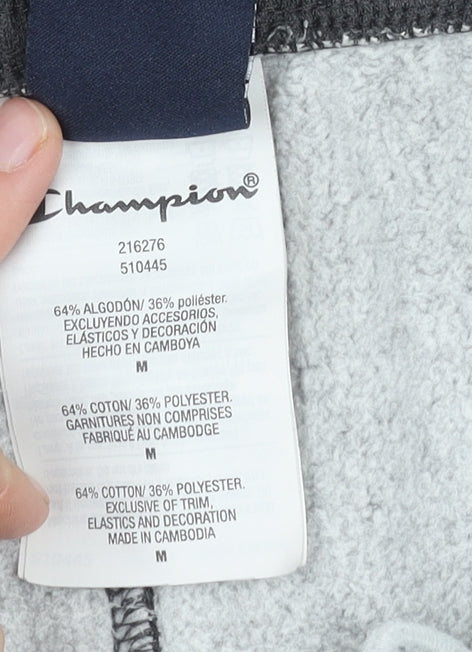 Champion®
216276
510445
64% ALGODÓN/ 36% poliéster.
EXCLUYENDO ACCESORIOS,
ELÁSTICOS Y DECORACIÓN
HECHO EN CAMBOYA
M
64% COTON/ 36% POLYESTER.
GARNITURES NON COMPRISES
FABRIQUÉ AU CAMBODGE
M
64% COTTON/ 36% POLYESTER.
EXCLUSIVE OF TRIM,
ELASTICS AND DECORATION
MADE IN CAMBODIA
M